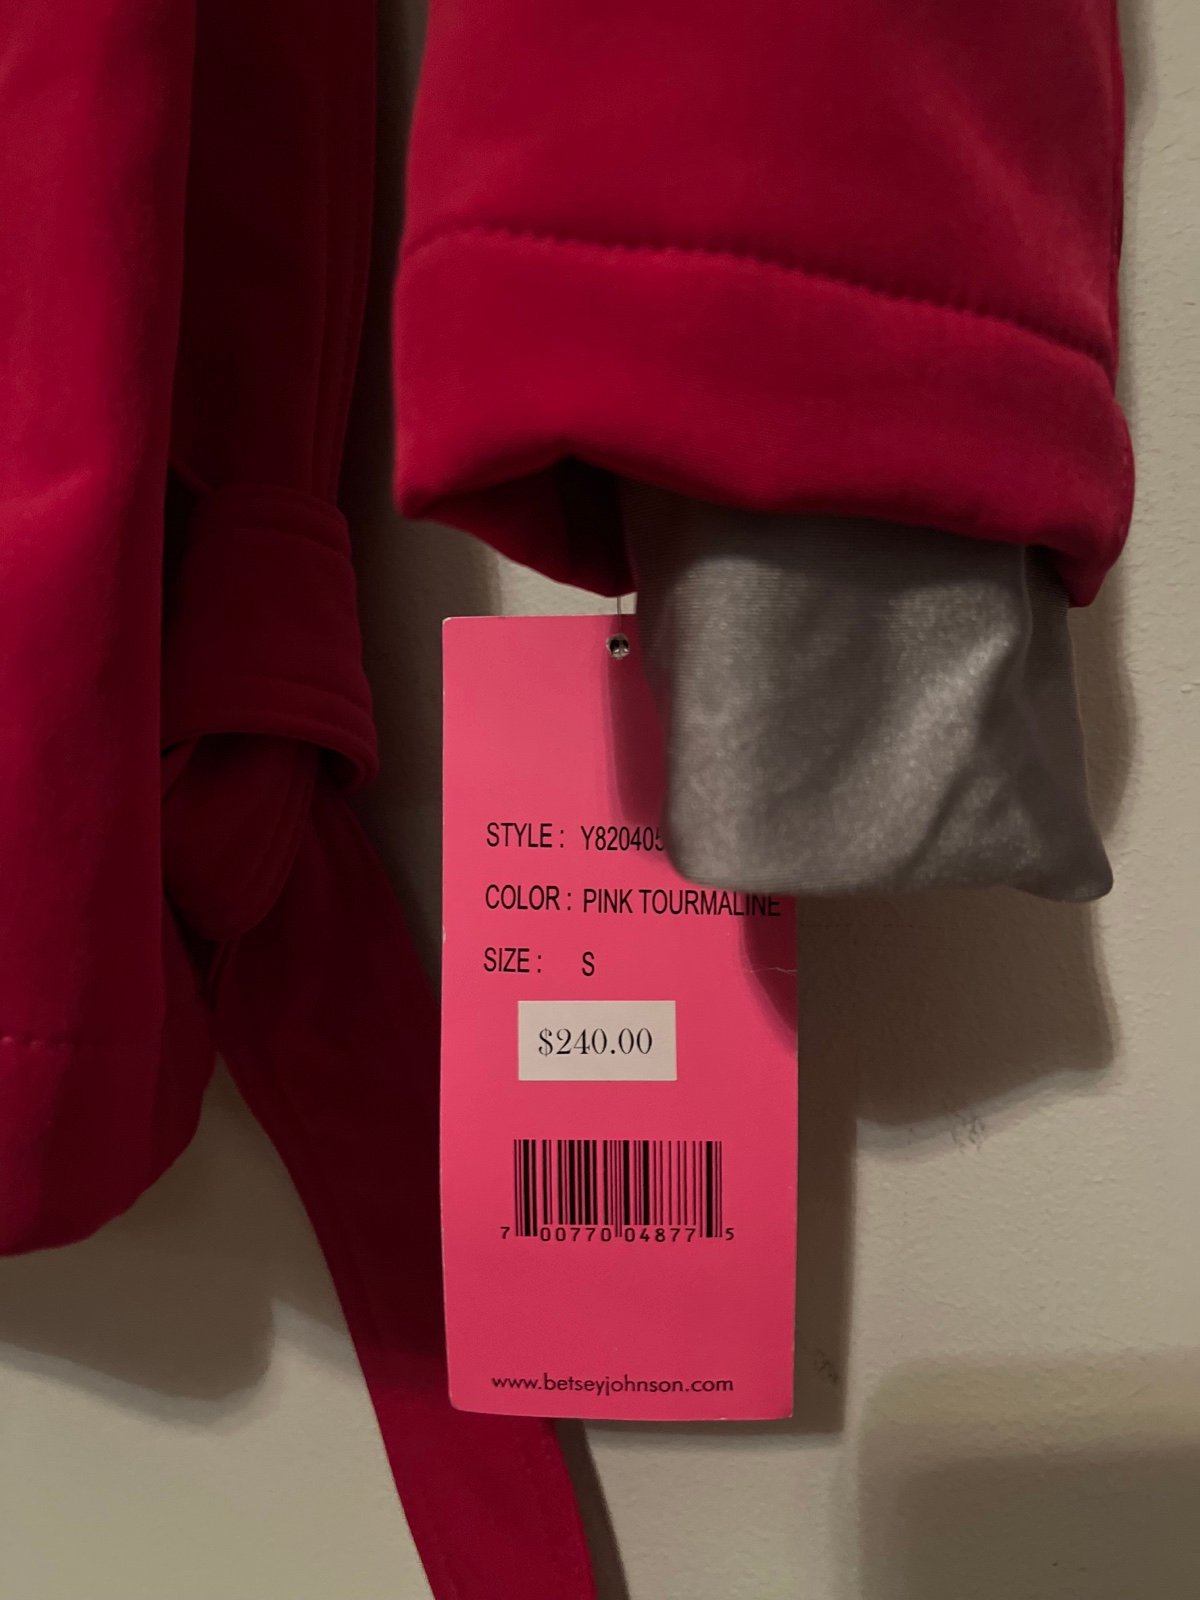 STYLE : Y820405
COLOR : PINK TOURMALINE
SIZE : S
$240.00
7 00770 04877 5
www.betseyjohnson.com